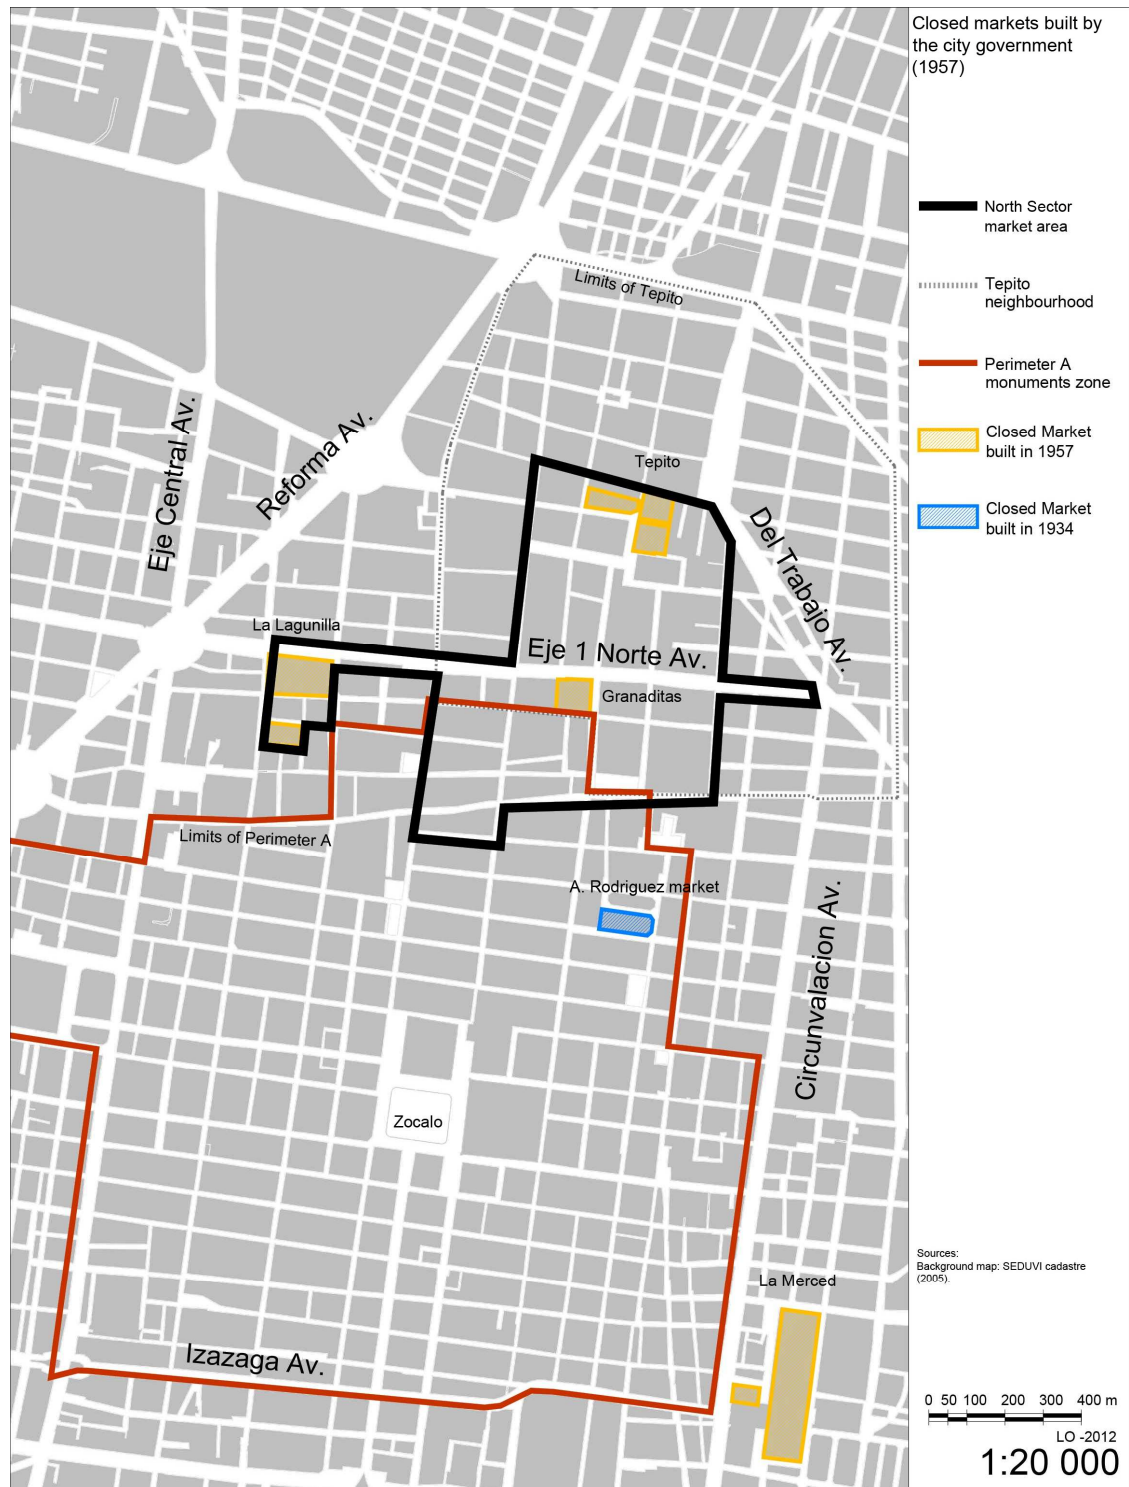 Closed markets built by
the city government
(1957)
North Sector
market area
Tepito
neighbourhood
Perimeter A
monuments zone
Closed Market
built in 1957
Closed Market
built in 1934
Limits of Tepito
Eje Central Av.
Reforma Av.
Tepito
Del Trabajo Av.
La Lagunilla
Eje 1 Norte Av.
Granaditas
Limits of Perimeter A
A. Rodriguez market
Circunvalacion Av.
Zocalo
La Merced
Izazaga Av.
Sources:
Background map: SEDUVI cadastre
(2005).
0 50 100 200 300 400 m
LO -2012
1:20 000